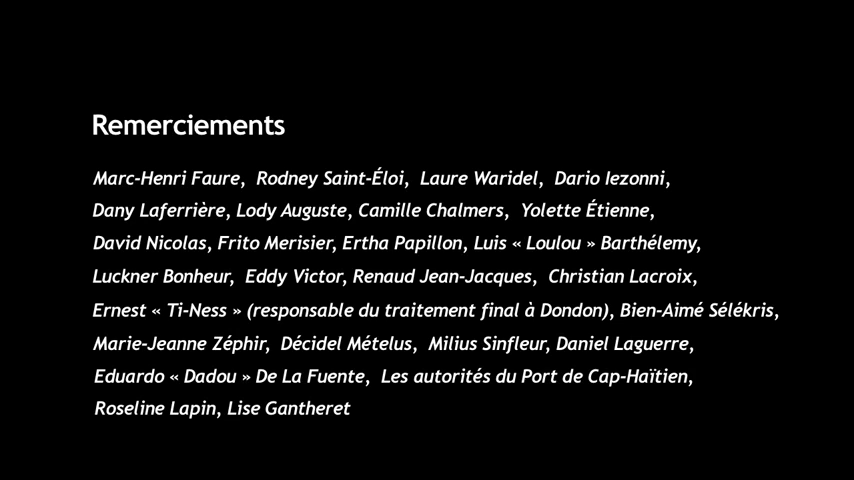 Remerciements
Marc-Henri Faure, Rodney Saint-Éloi, Laure Waridel, Dario Iezonni,
Dany Laferrière, Lody Auguste, Camille Chalmers, Yolette Étienne,
David Nicolas, Frito Merisier, Ertha Papillon, Luis « Loulou » Barthélemy,
Luckner Bonheur, Eddy Victor, Renaud Jean-Jacques, Christian Lacroix,
Ernest « Ti-Ness » (responsable du traitement final à Dondon), Bien-Aimé Sélékris,
Marie-Jeanne Zéphir, Décidel Mételus, Milius Sinfleur, Daniel Laguerre,
Eduardo « Dadou » De La Fuente, Les autorités du Port de Cap-Haïtien,
Roseline Lapin, Lise Gantheret